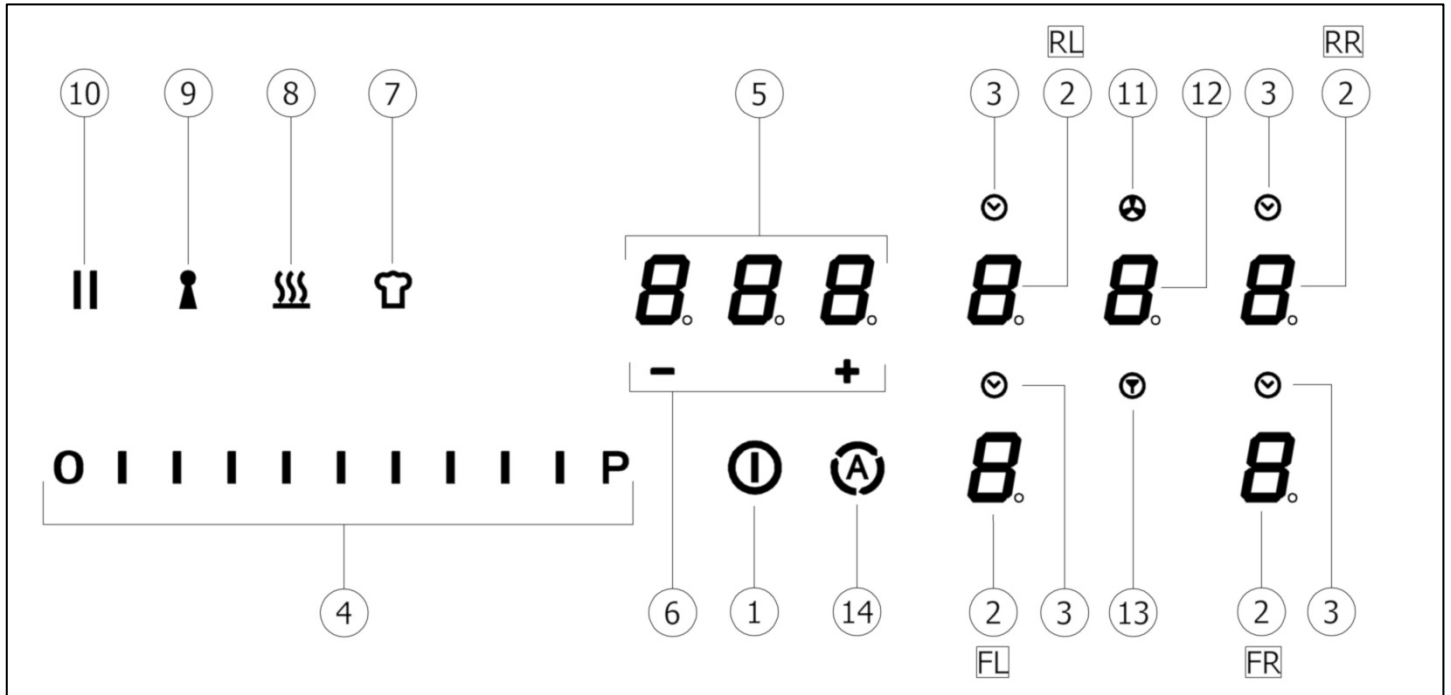 RL RR
10 9 8 7 5 3 2 11 12 3 2
8. 8. 8. 8. 8. 8.
- +
O I I I I I I I I I P A 8. 8.
4 6 1 14 2 3 13 2 3
FL FR